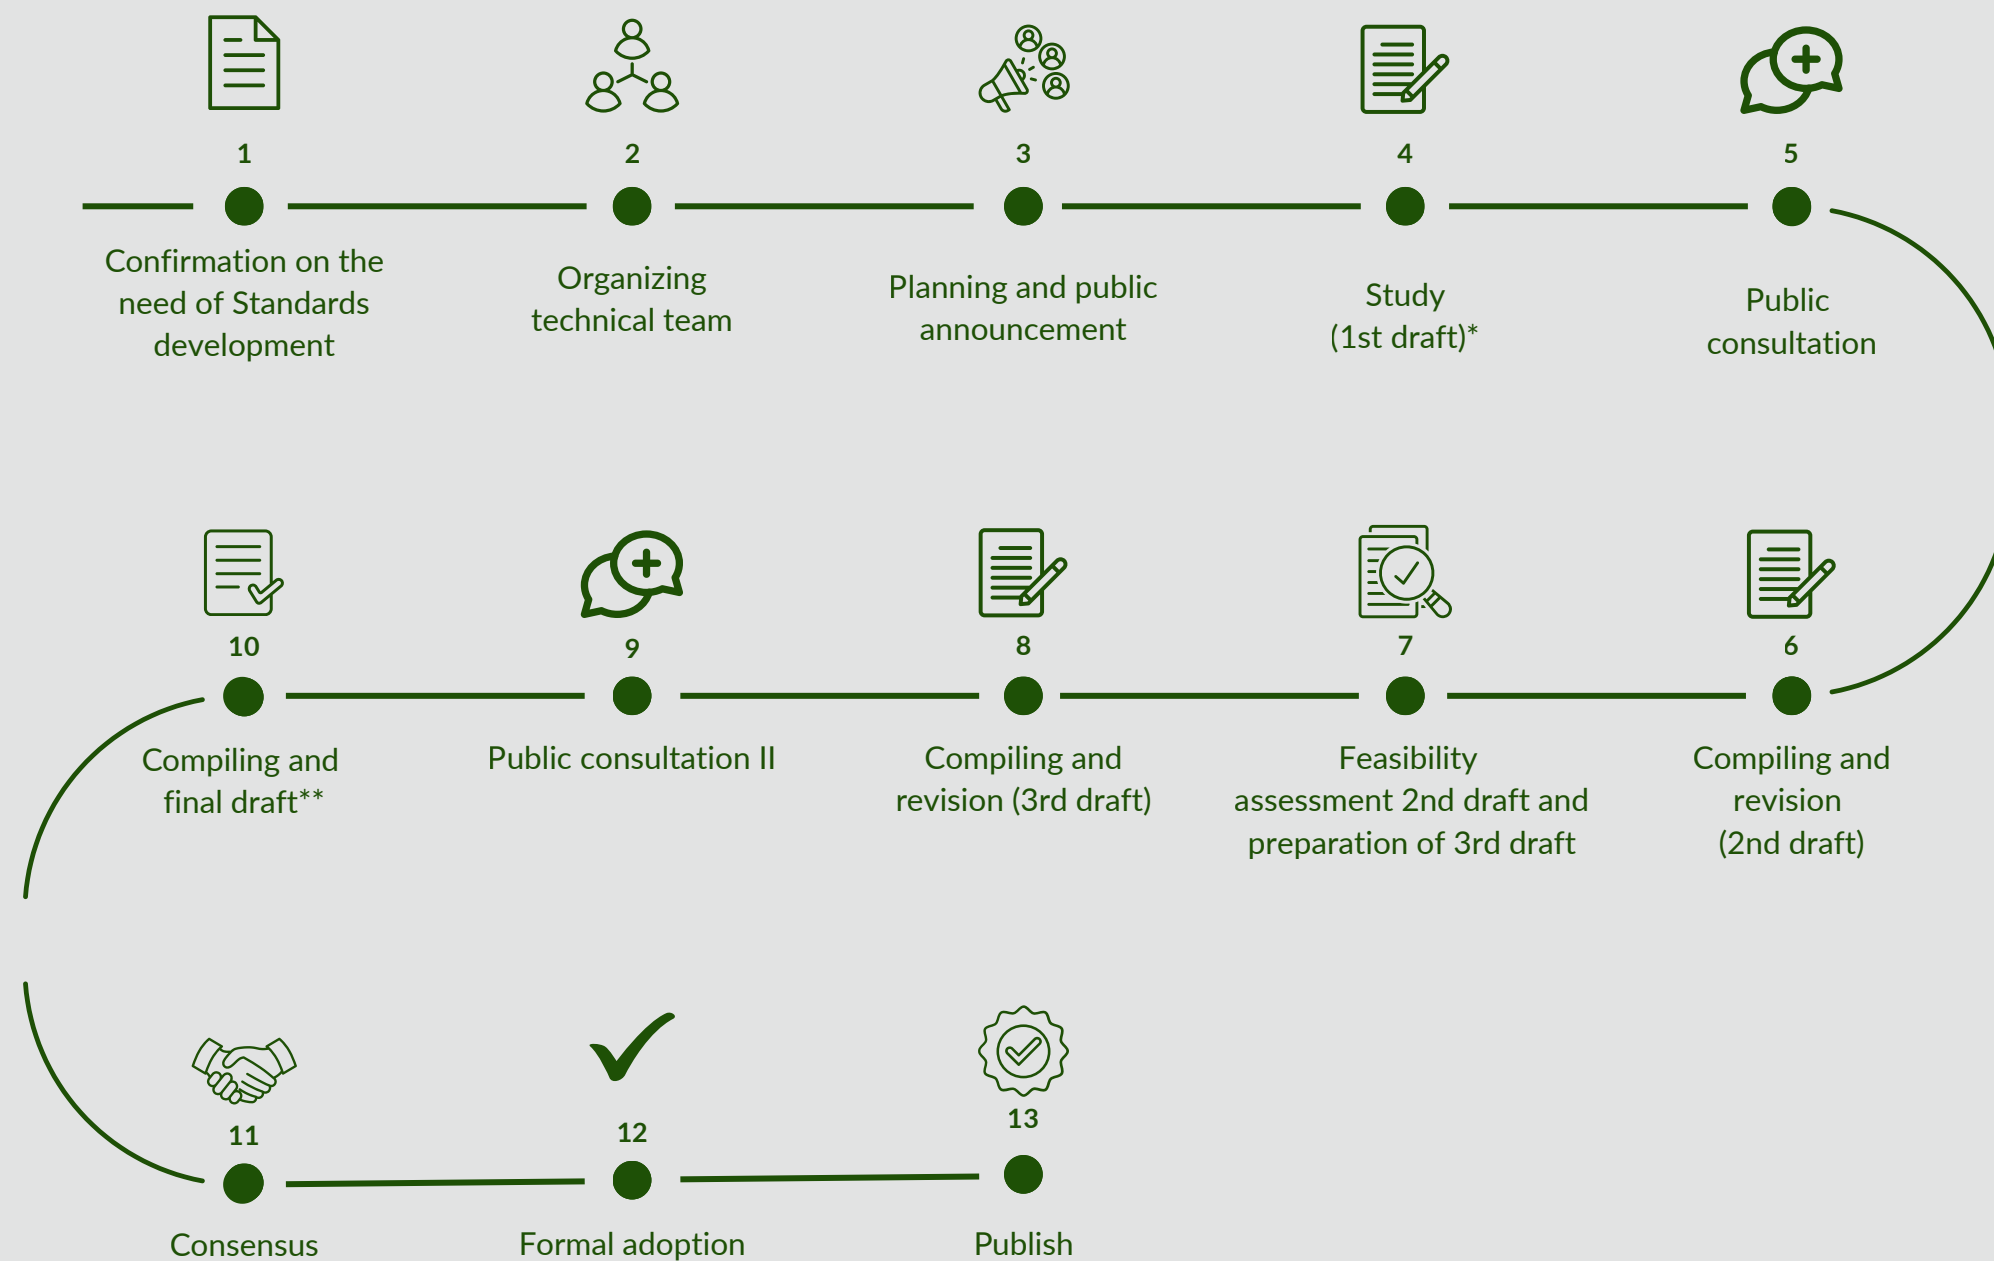 1
Confirmation on the
need of Standards
development
2
Organizing
technical team
3
Planning and public
announcement
4
Study
(1st draft)*
5
Public
consultation
6
Compiling and
revision
(2nd draft)
7
Feasibility
assessment 2nd draft and
preparation of 3rd draft
8
Compiling and
revision (3rd draft)
9
Public consultation II
10
Compiling and
final draft**
11
Consensus
12
Formal adoption
13
Publish